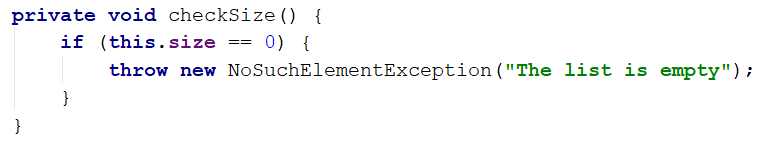 private void checkSize() {
    if (this.size == 0) {
        throw new NoSuchElementException("The list is empty");
    }
}